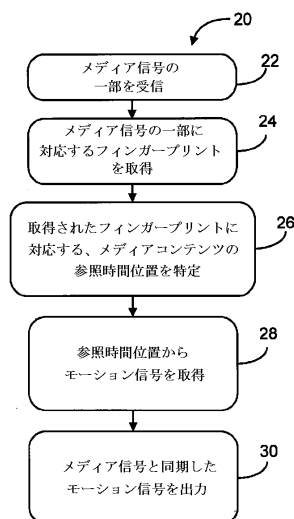 20
メディア信号の
一部を受信
22
メディア信号の一部に
対応するフィンガープリント
を取得
24
取得されたフィンガープリントに
対応する、メディアコンテンツの
参照時間位置を特定
26
参照時間位置から
モーション信号を取得
28
メディア信号と同期した
モーション信号を出力
30